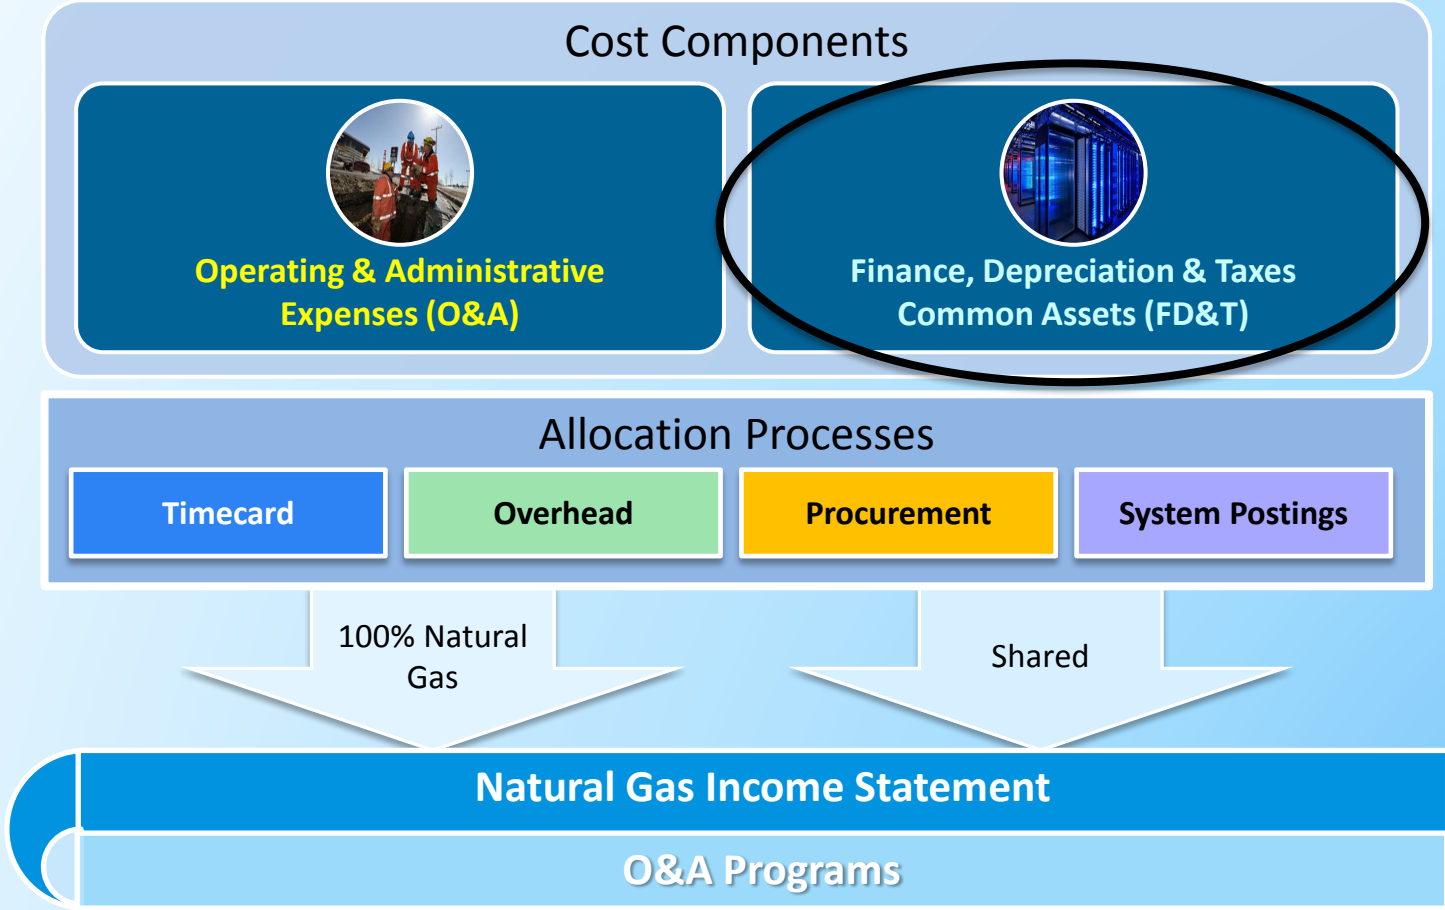 Cost Components
Operating & Administrative
Expenses (O&A)
Finance, Depreciation & Taxes
Common Assets (FD&T)
Allocation Processes
Timecard
Overhead
Procurement
System Postings
100% Natural
Gas
Shared
Natural Gas Income Statement
O&A Programs